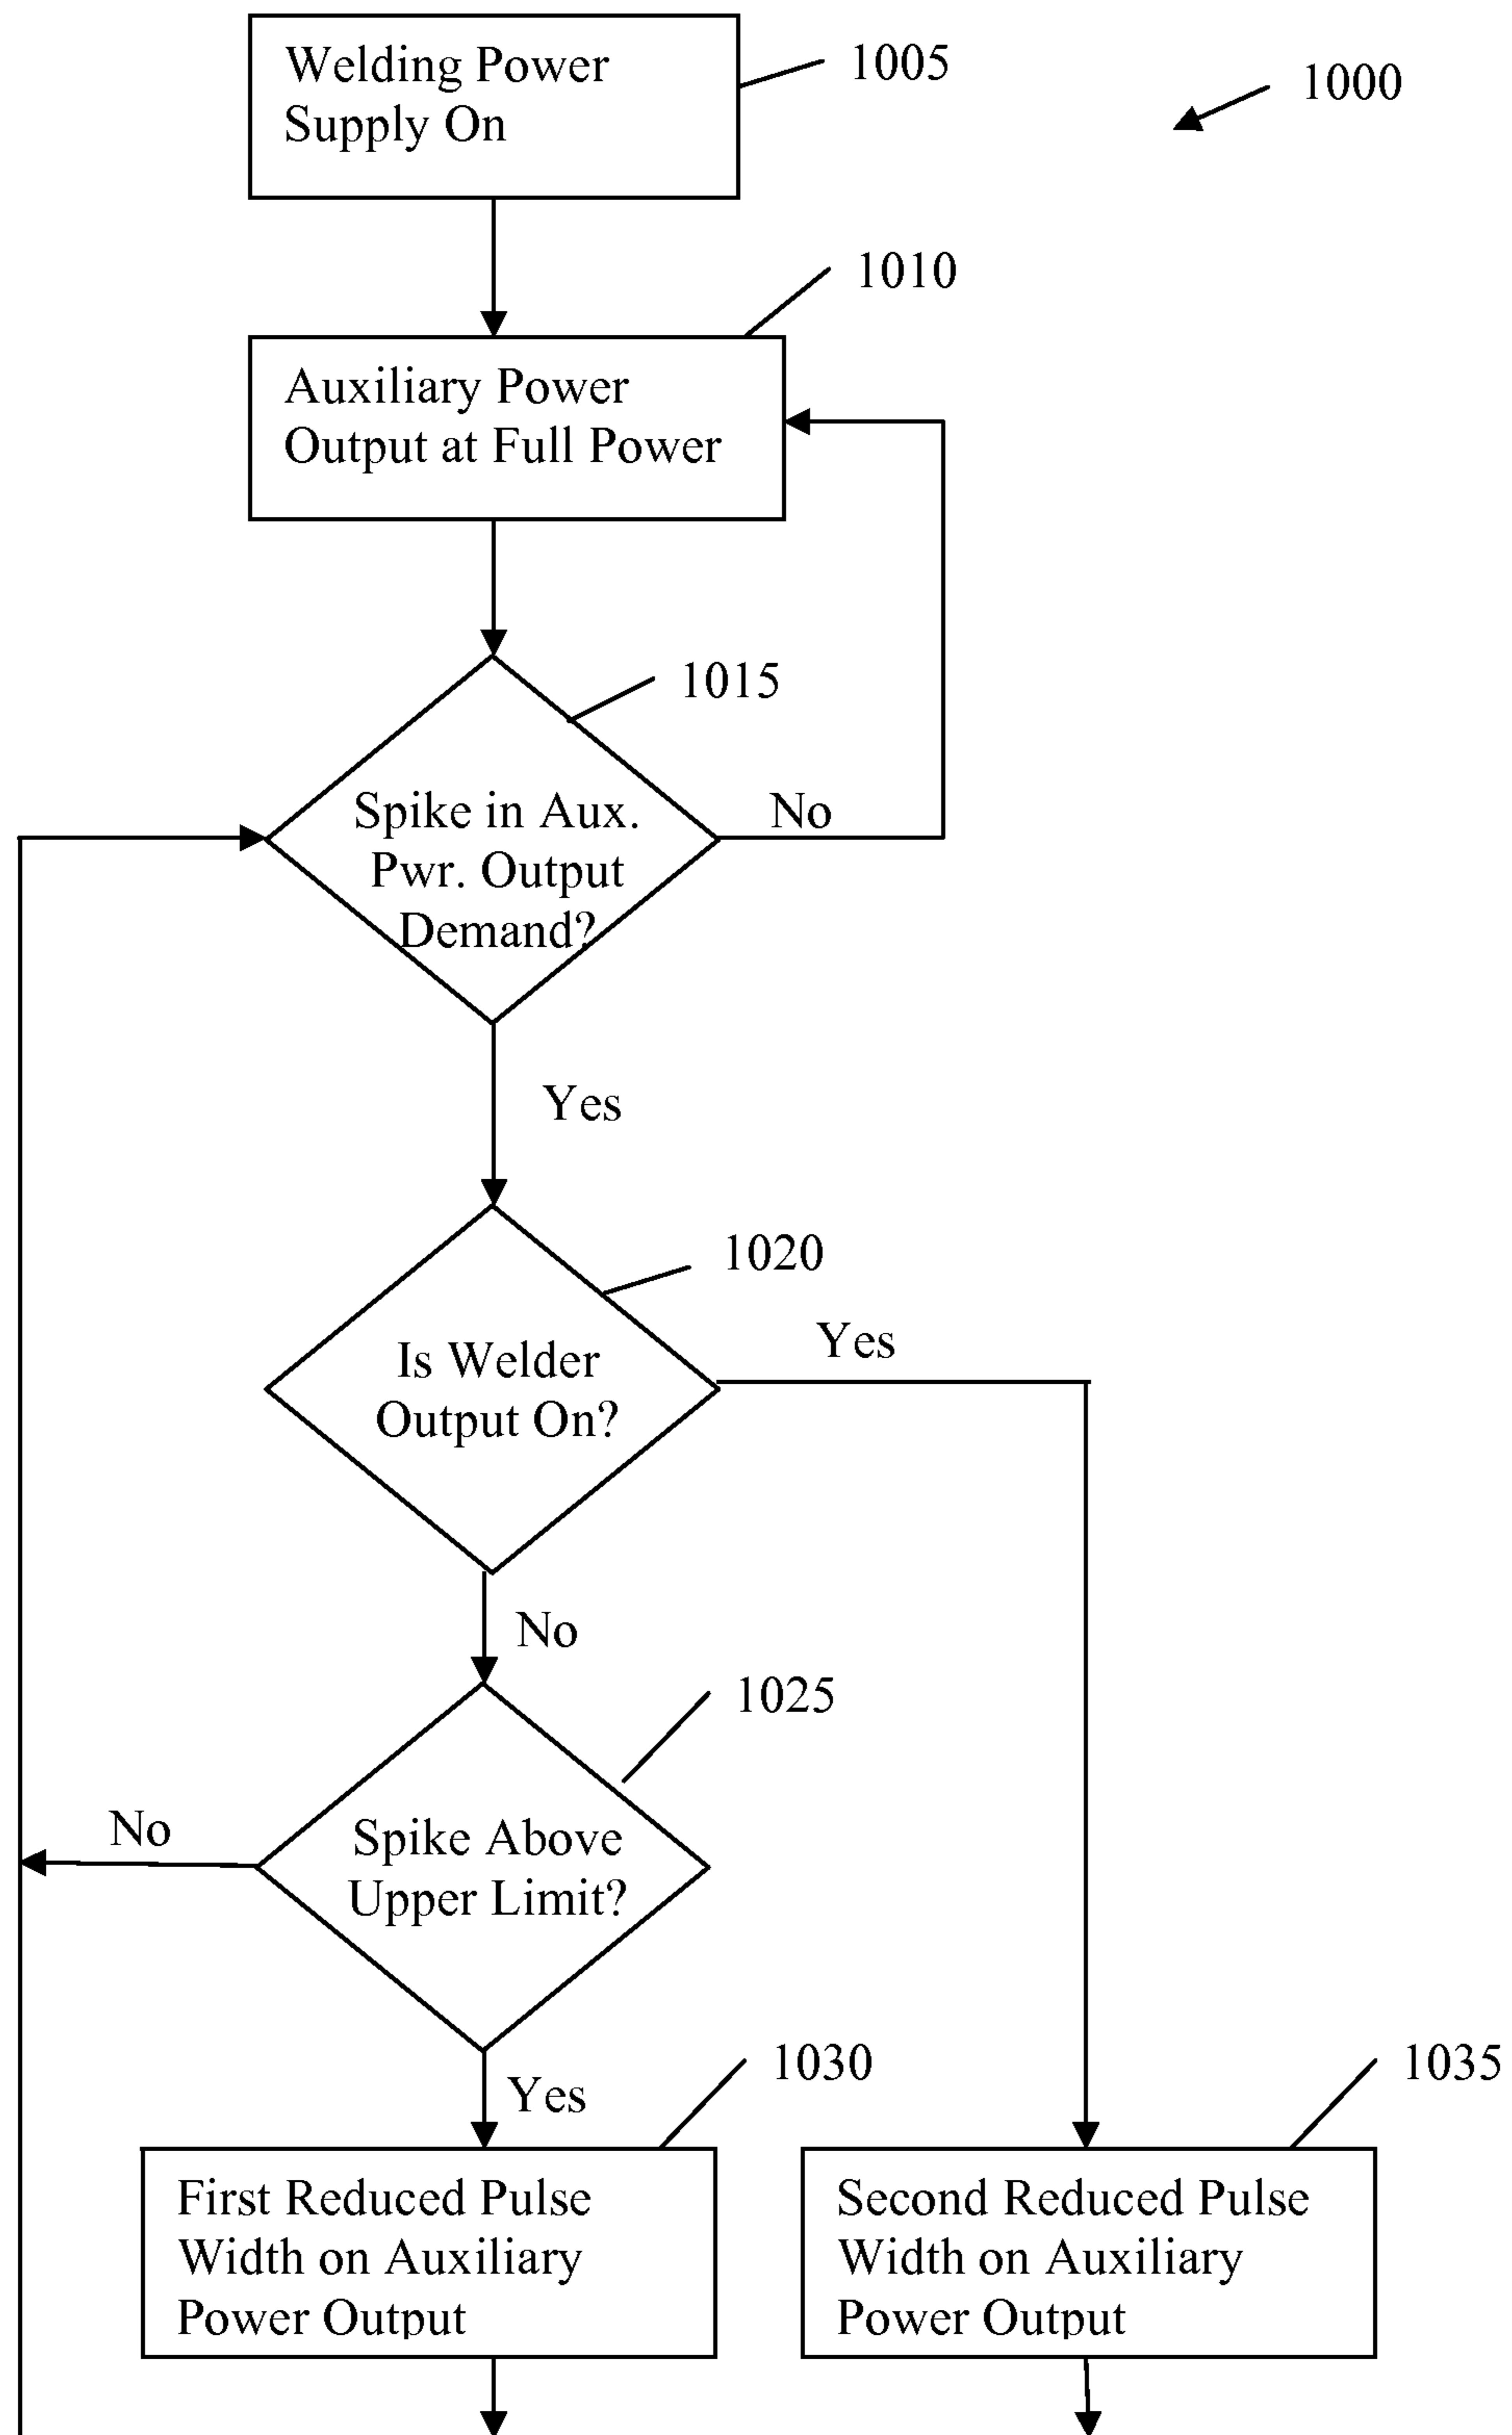 Welding Power
Supply On
1005
1000
1010
Auxiliary Power
Output at Full Power
1015
Spike in Aux.
Pwr. Output
Demand?
No
Yes
1020
Is Welder
Output On?
Yes
No
1025
Spike Above
Upper Limit?
No
Yes
1030
1035
First Reduced Pulse
Width on Auxiliary
Power Output
Second Reduced Pulse
Width on Auxiliary
Power Output